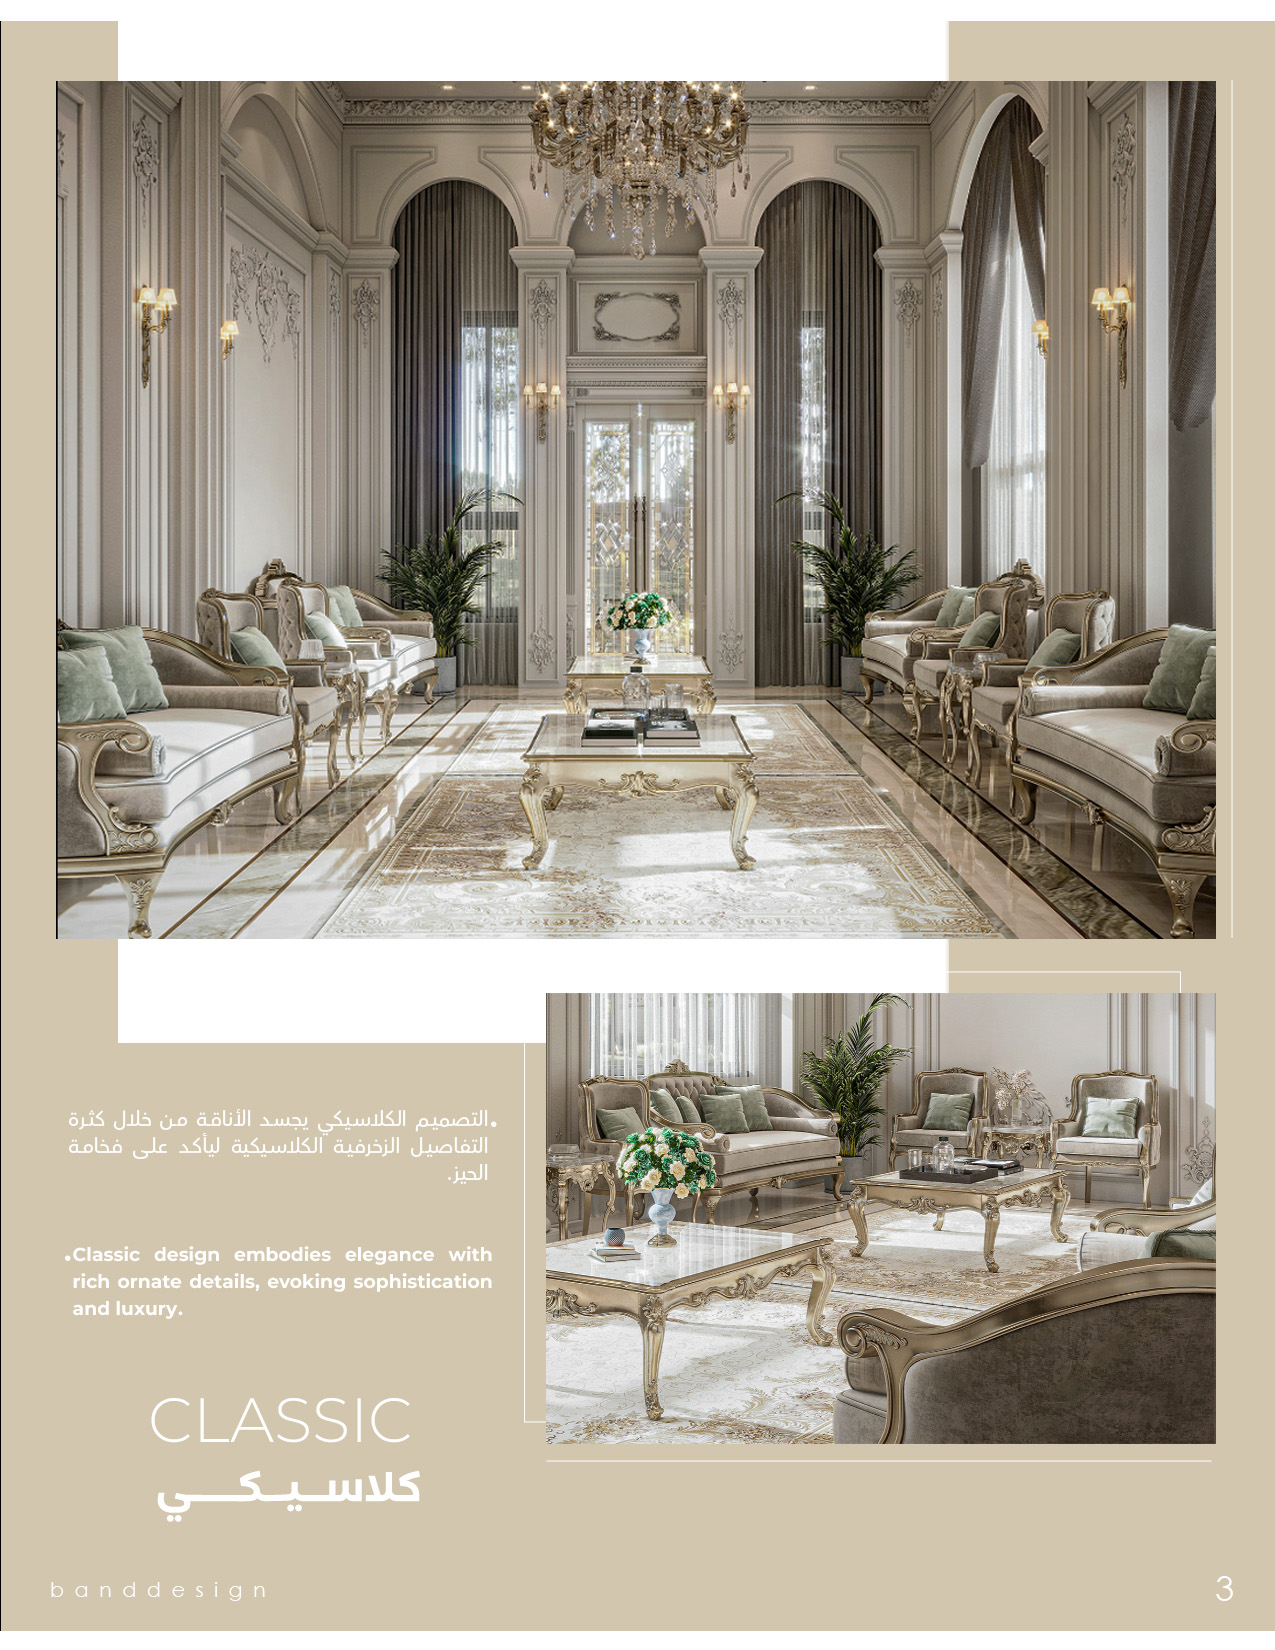 التصميم الكلاسيكي يجسد الأناقة من خلال كثرة
التفاصيل الزخرفية الكلاسيكية ليأكد على فخامة
الحيز.
Classic design embodies elegance with
rich ornate details, evoking sophistication
and luxury.
CLASSIC
كلاسيكي
banddesign
3